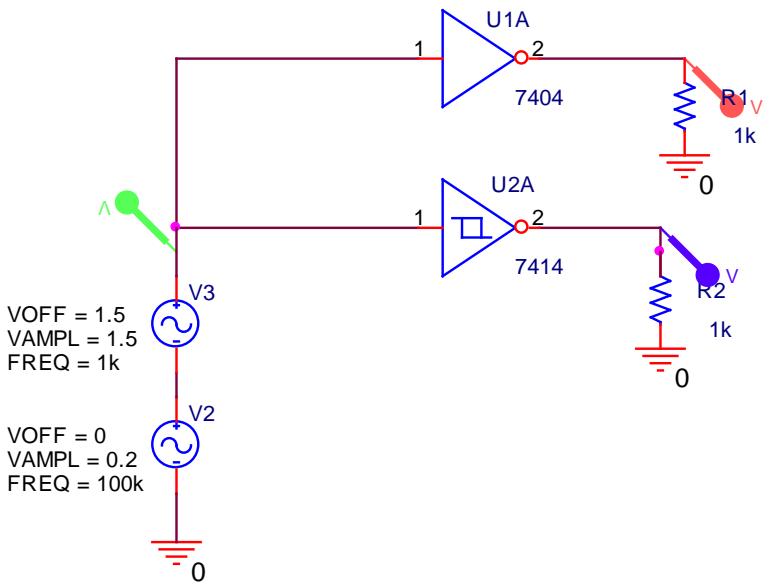 U1A
1
2
7404
R1
V
1k
0
U2A
1
2
7414
V
R2
V
1k
0
V3
VOFF = 1.5
VAMPL = 1.5
FREQ = 1k
V2
VOFF = 0
VAMPL = 0.2
FREQ = 100k
0